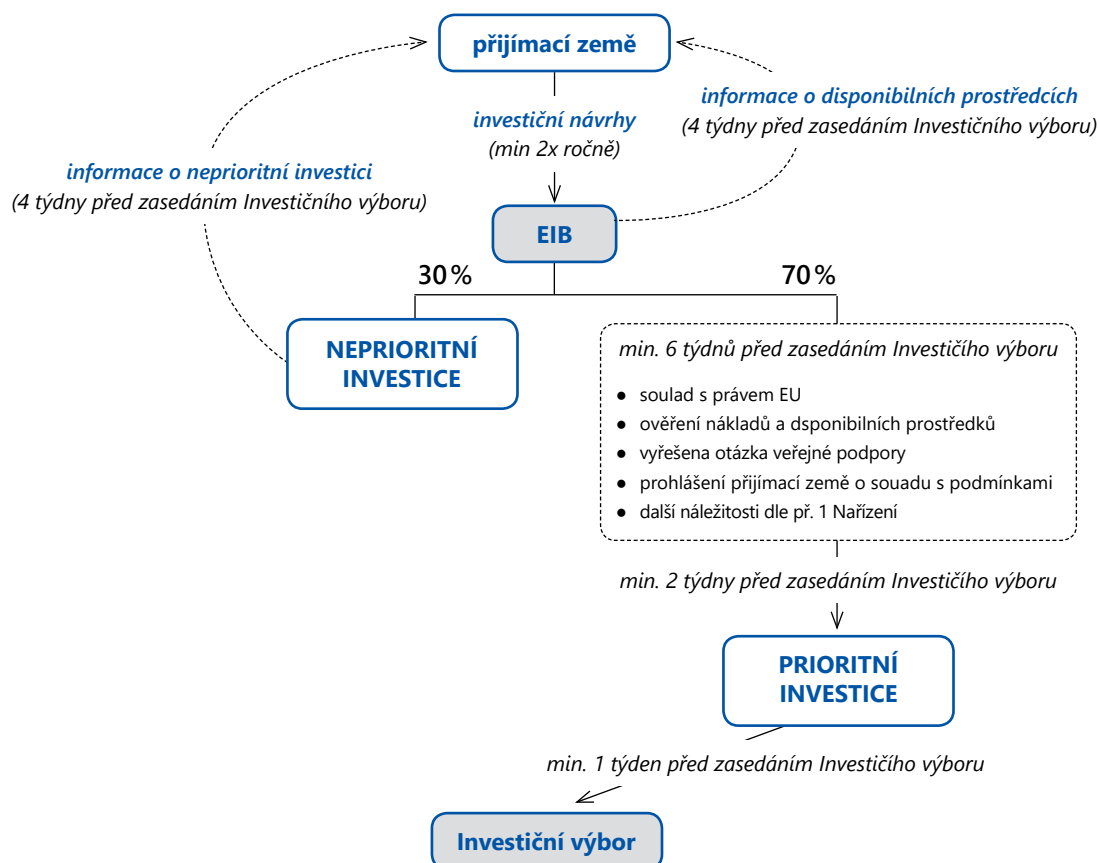 přijímací země
informace o disponibilních prostředcích
(4 týdny před zasedáním Investičního výboru)
investiční návrhy
(min 2x ročně)
informace o neprioritní investici
(4 týdny před zasedáním Investičního výboru)
EIB
30 %
70 %
NEPRIORITNÍ
INVESTICE
min. 6 týdnů před zasedáním Investičího výboru
● soulad s právem EU
● ověření nákladů a dsponibilních prostředků
● vyřešena otázka veřejné podpory
● prohlášení přijímací země o souadu s podmínkami
● další náležitosti dle př. 1 Nařízení
min. 2 týdny před zasedáním Investičího výboru
PRIORITNÍ
INVESTICE
min. 1 týden před zasedáním Investičího výboru
Investiční výbor